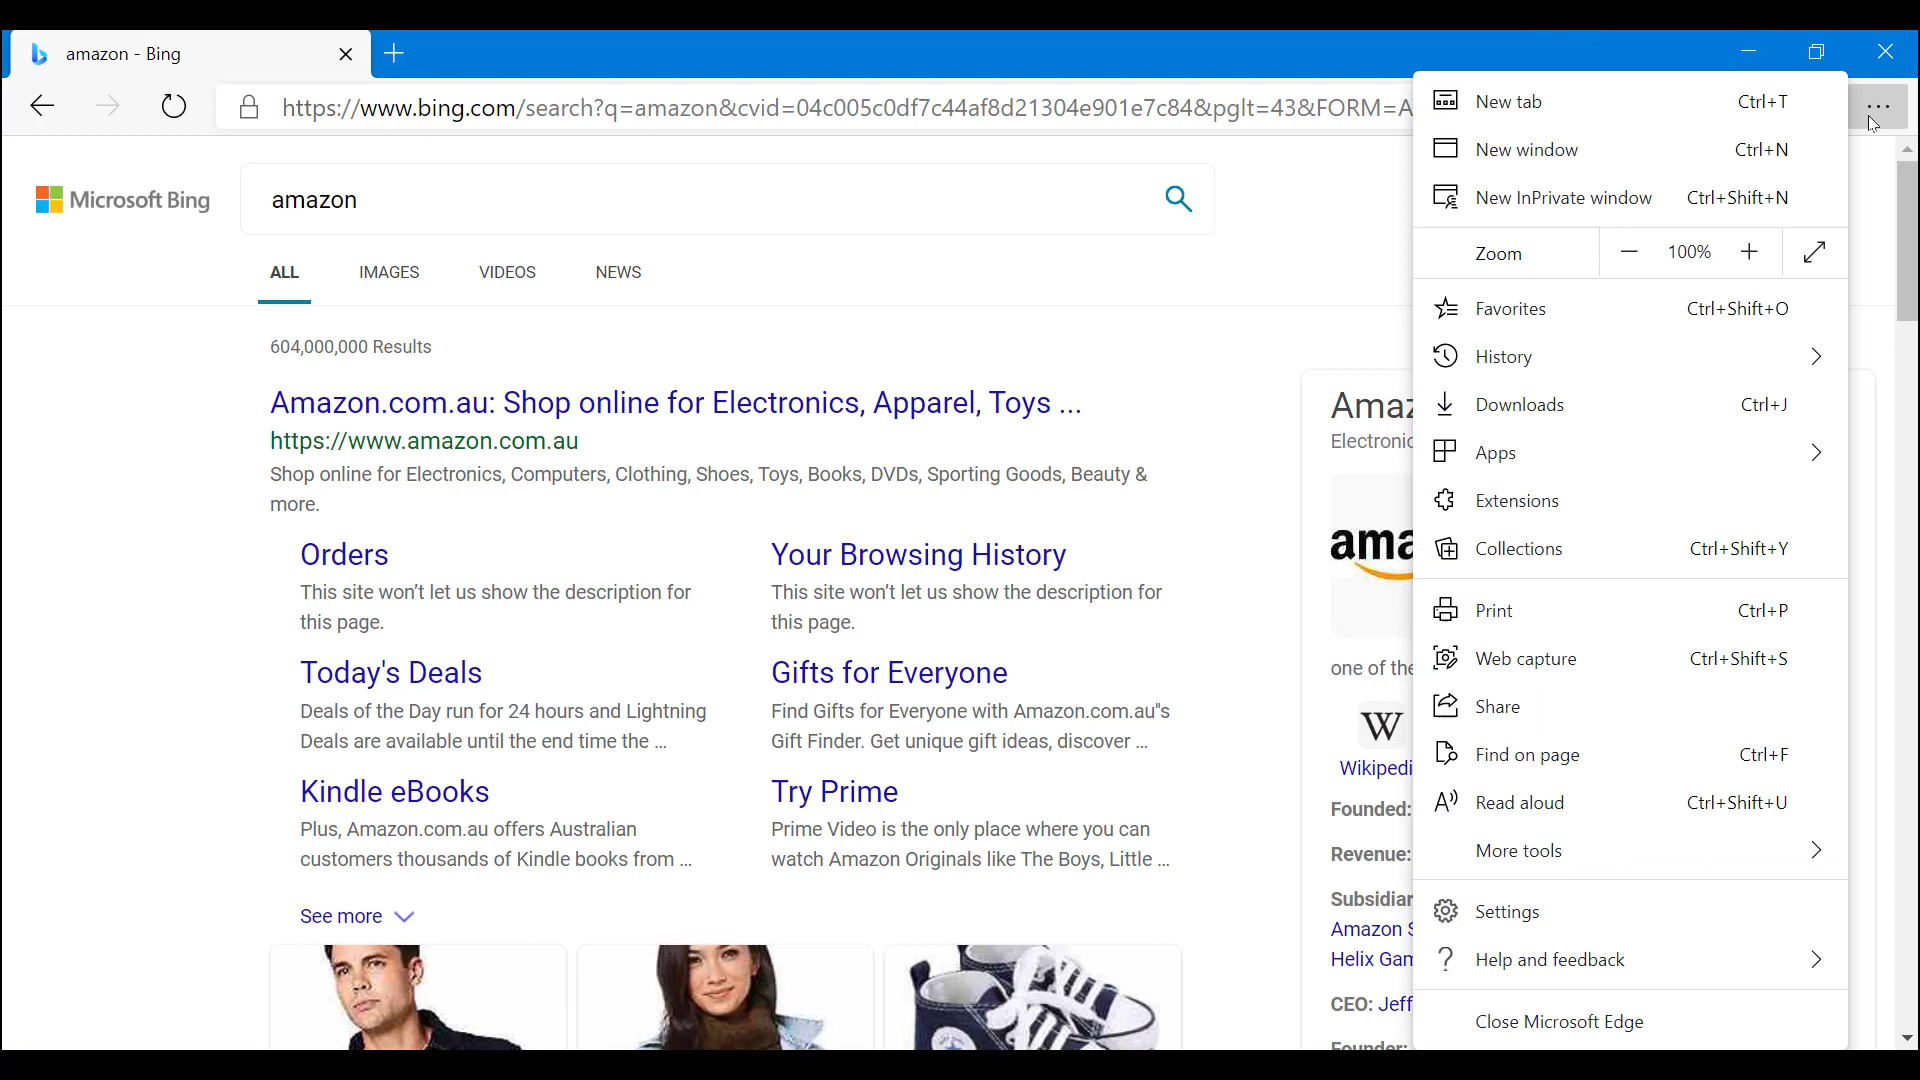 amazon - Bing
https://www.bing.com/search?q=amazon&cvid=04c005c0df7c44af8d21304e901e7c84&pglt=43&FORM=A
Microsoft Bing
amazon
ALL IMAGES VIDEOS NEWS
604,000,000 Results
Amazon.com.au: Shop online for Electronics, Apparel, Toys ...
https://www.amazon.com.au
Shop online for Electronics, Computers, Clothing, Shoes, Toys, Books, DVDs, Sporting Goods, Beauty &
more.
Orders
This site won't let us show the description for
this page.
Your Browsing History
This site won't let us show the description for
this page.
Today's Deals
Deals of the Day run for 24 hours and Lightning
Deals are available until the end time the ...
Gifts for Everyone
Find Gifts for Everyone with Amazon.com.au"s
Gift Finder. Get unique gift ideas, discover ...
Kindle eBooks
Plus, Amazon.com.au offers Australian
customers thousands of Kindle books from ...
Try Prime
Prime Video is the only place where you can
watch Amazon Originals like The Boys, Little ...
See more
Amaz
Electronic
ama
one of the
W
Wikipedi
Founded:
Revenue:
Subsidiar
Amazon S
Helix Gam
CEO: Jeff
Founder:
New tab Ctrl+T
New window Ctrl+N
New InPrivate window Ctrl+Shift+N
Zoom 100%
Favorites Ctrl+Shift+O
History
Downloads Ctrl+J
Apps
Extensions
Collections Ctrl+Shift+Y
Print Ctrl+P
Web capture Ctrl+Shift+S
Share
Find on page Ctrl+F
Read aloud Ctrl+Shift+U
More tools
Settings
Help and feedback
Close Microsoft Edge